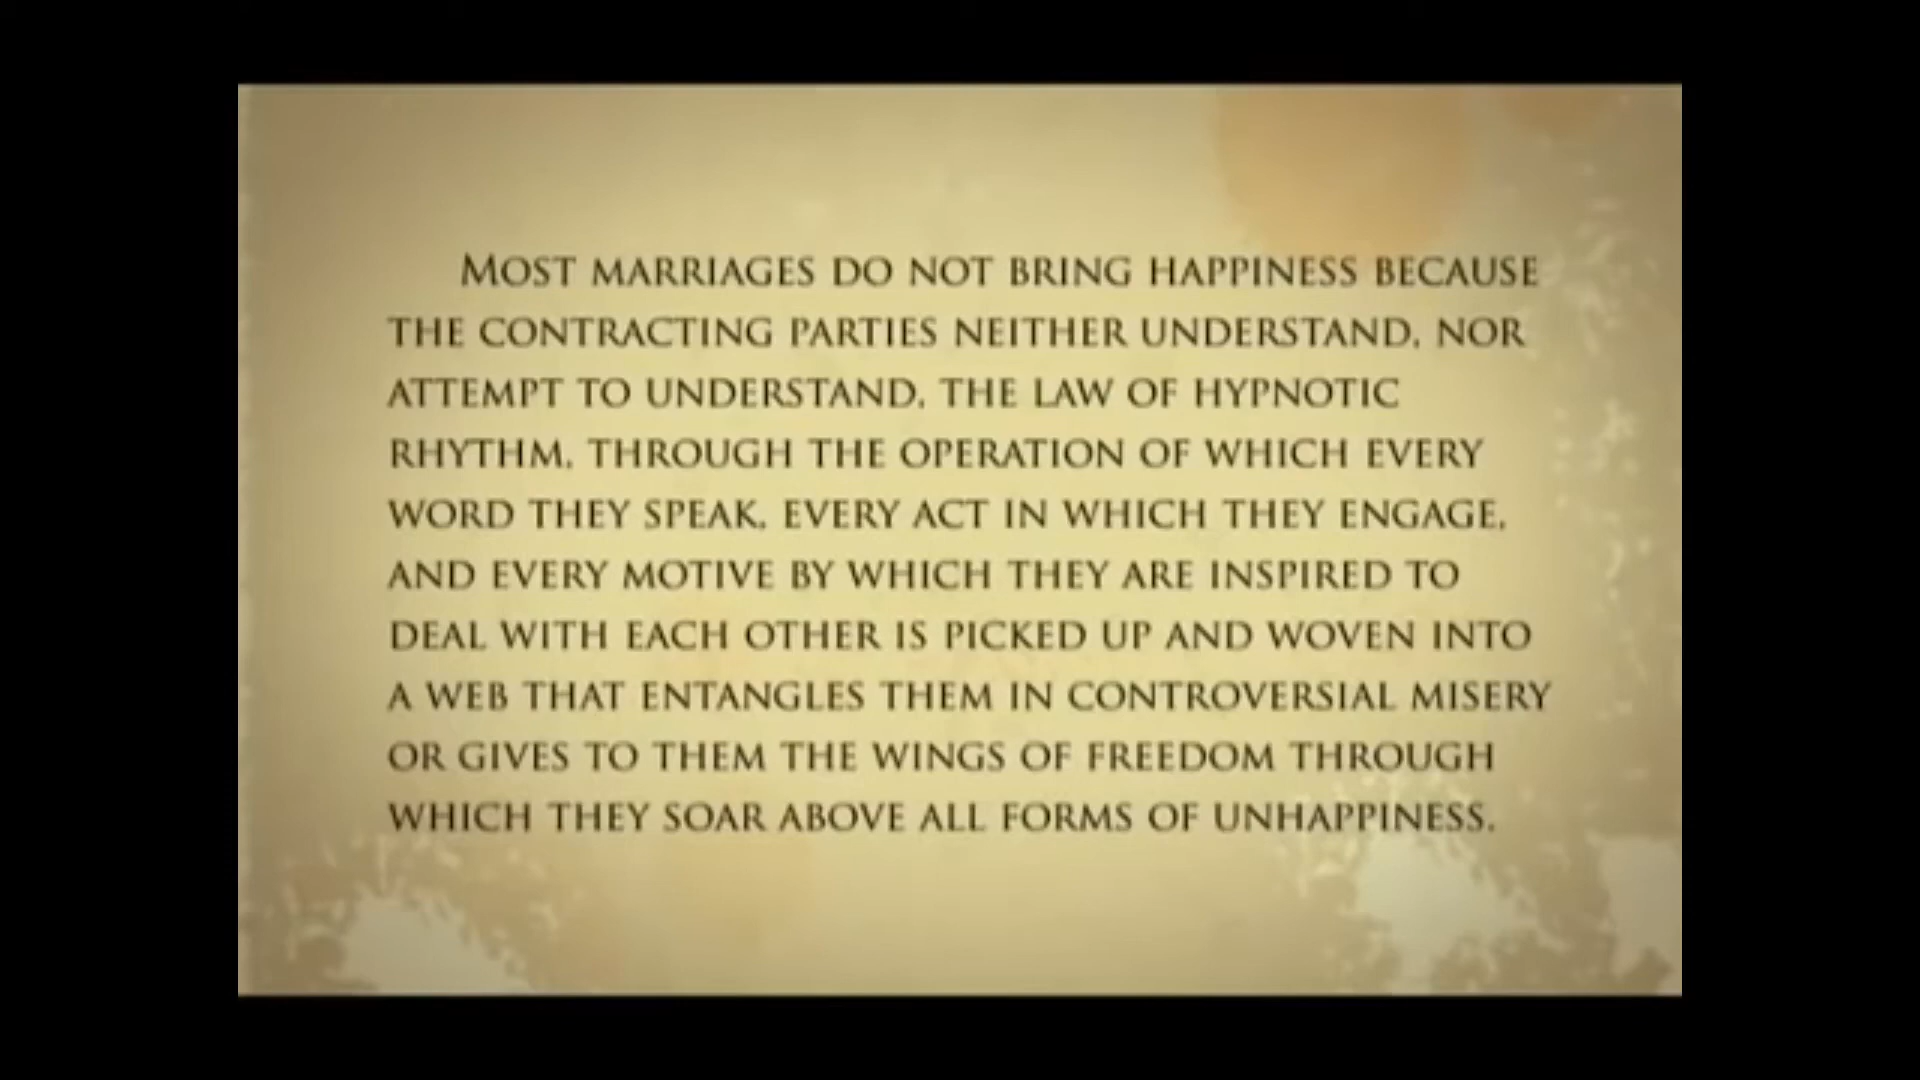 MOST MARRIAGES DO NOT BRING HAPPINESS BECAUSE
THE CONTRACTING PARTIES NEITHER UNDERSTAND, NOR
ATTEMPT TO UNDERSTAND, THE LAW OF HYPNOTIC
RHYTHM, THROUGH THE OPERATION OF WHICH EVERY
WORD THEY SPEAK, EVERY ACT IN WHICH THEY ENGAGE,
AND EVERY MOTIVE BY WHICH THEY ARE INSPIRED TO
DEAL WITH EACH OTHER IS PICKED UP AND WOVEN INTO
A WEB THAT ENTANGLES THEM IN CONTROVERSIAL MISERY
OR GIVES TO THEM THE WINGS OF FREEDOM THROUGH
WHICH THEY SOAR ABOVE ALL FORMS OF UNHAPPINESS.